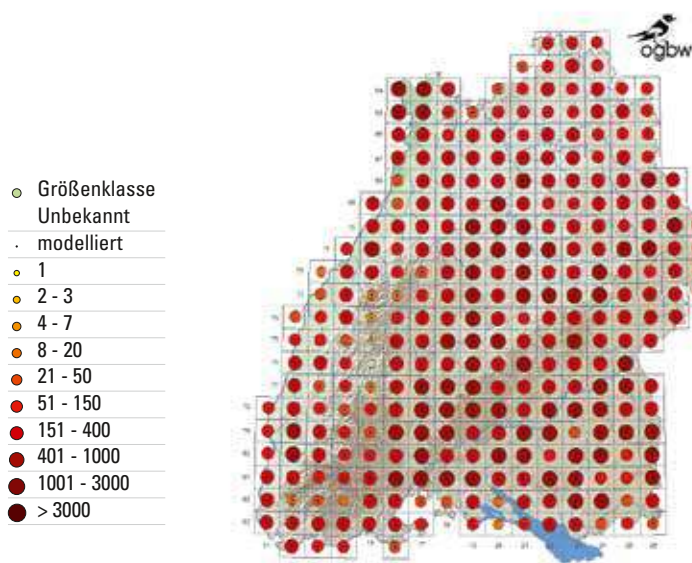 ogbw
Größenklasse
Unbekannt
modelliert
1
2 - 3
4 - 7
8 - 20
21 - 50
51 - 150
151 - 400
401 - 1000
1001 - 3000
> 3000